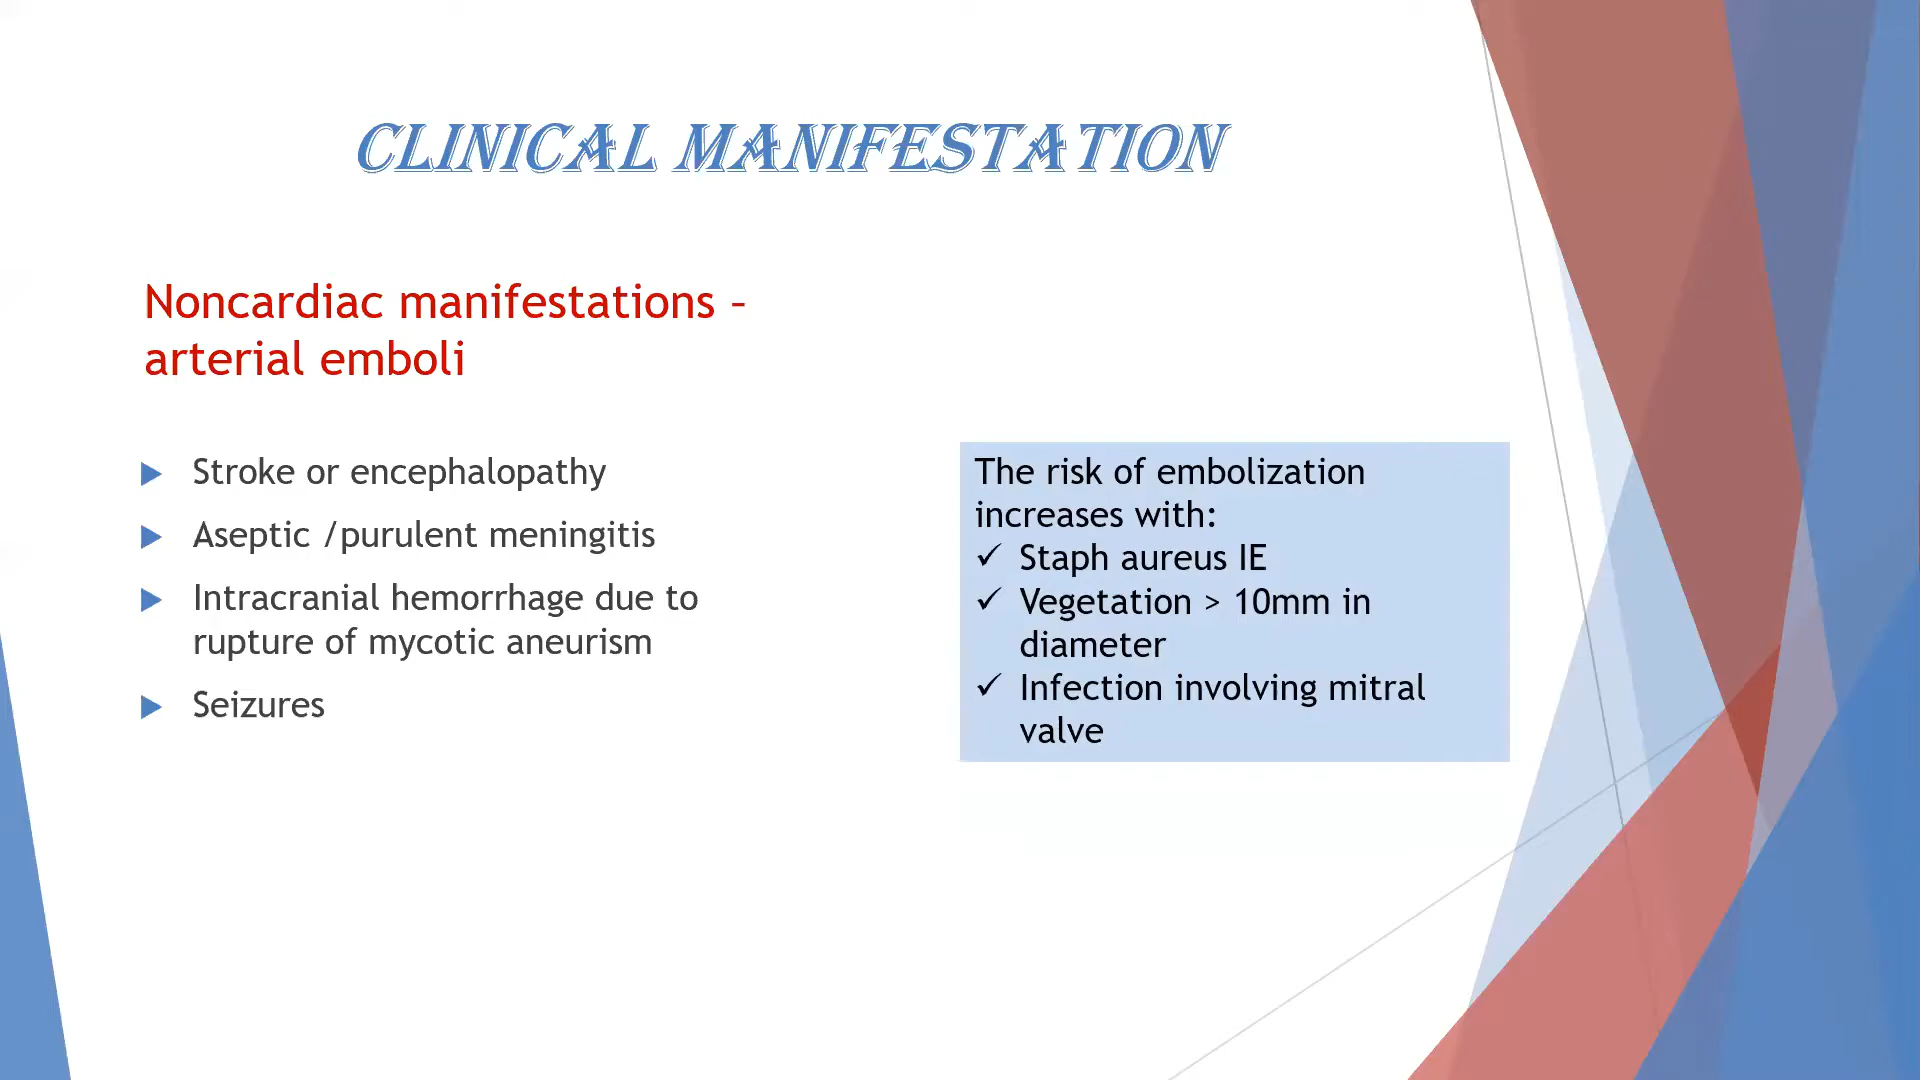 CLINICAL MANIFESTATION
Noncardiac manifestations –
arterial emboli
Stroke or encephalopathy
Aseptic /purulent meningitis
Intracranial hemorrhage due to
rupture of mycotic aneurism
Seizures
The risk of embolization
increases with:
✓ Staph aureus IE
✓ Vegetation > 10mm in
diameter
✓ Infection involving mitral
valve